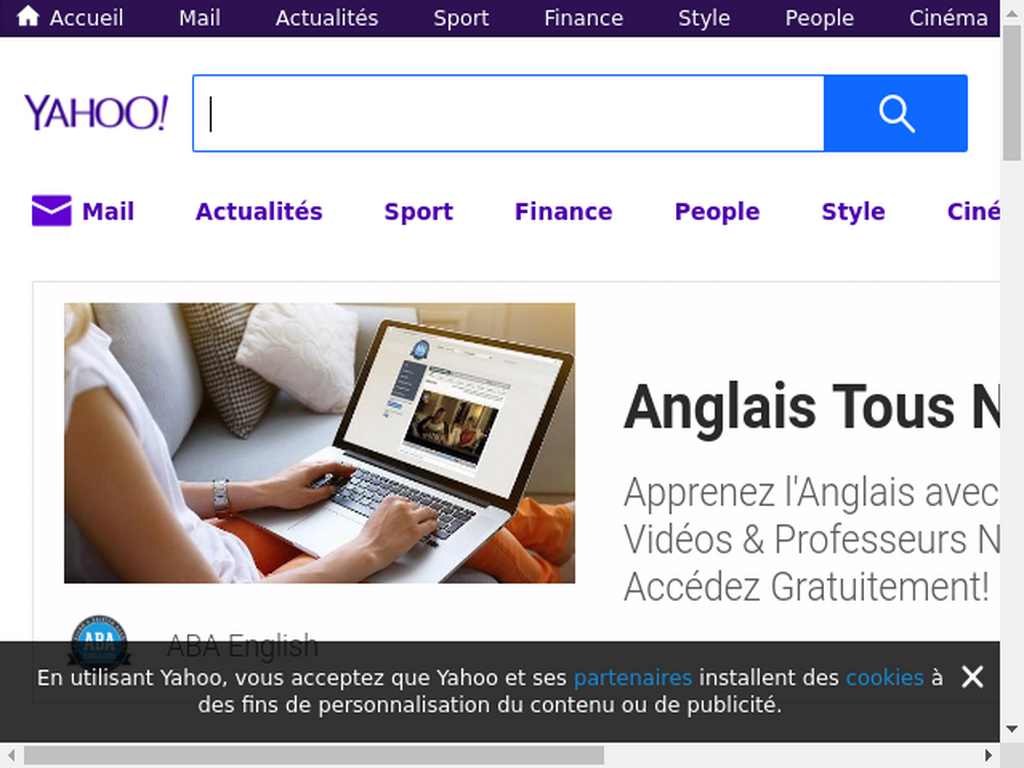 Accueil Mail Actualités Sport Finance Style People Cinéma
YAHOO!
Mail Actualités Sport Finance People Style Ciné
Anglais Tous N
Apprenez l'Anglais avec
Vidéos & Professeurs N
Accédez Gratuitement!
ABA
ABA English
En utilisant Yahoo, vous acceptez que Yahoo et ses partenaires installent des cookies à
des fins de personnalisation du contenu ou de publicité.